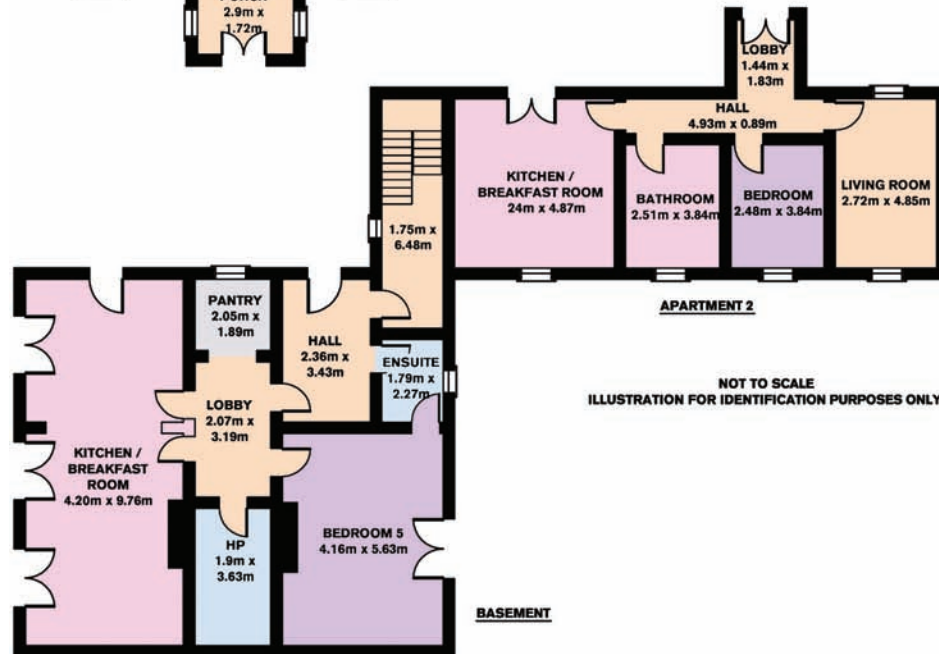 2.9m x
1.72m
LOBBY
1.44m x
1.83m
HALL
4.93m x 0.89m
KITCHEN /
BREAKFAST ROOM
24m x 4.87m
BATHROOM
2.51m x 3.84m
BEDROOM
2.48m x 3.84m
LIVING ROOM
2.72m x 4.85m
1.75m x
6.48m
APARTMENT 2
PANTRY
2.05m x
1.89m
HALL
2.36m x
3.43m
ENSUITE
1.79m x
2.27m
NOT TO SCALE
ILLUSTRATION FOR IDENTIFICATION PURPOSES ONLY
LOBBY
2.07m x
3.19m
KITCHEN /
BREAKFAST
ROOM
4.20m x 9.76m
HP
1.9m x
3.63m
BEDROOM 5
4.16m x 5.63m
BASEMENT